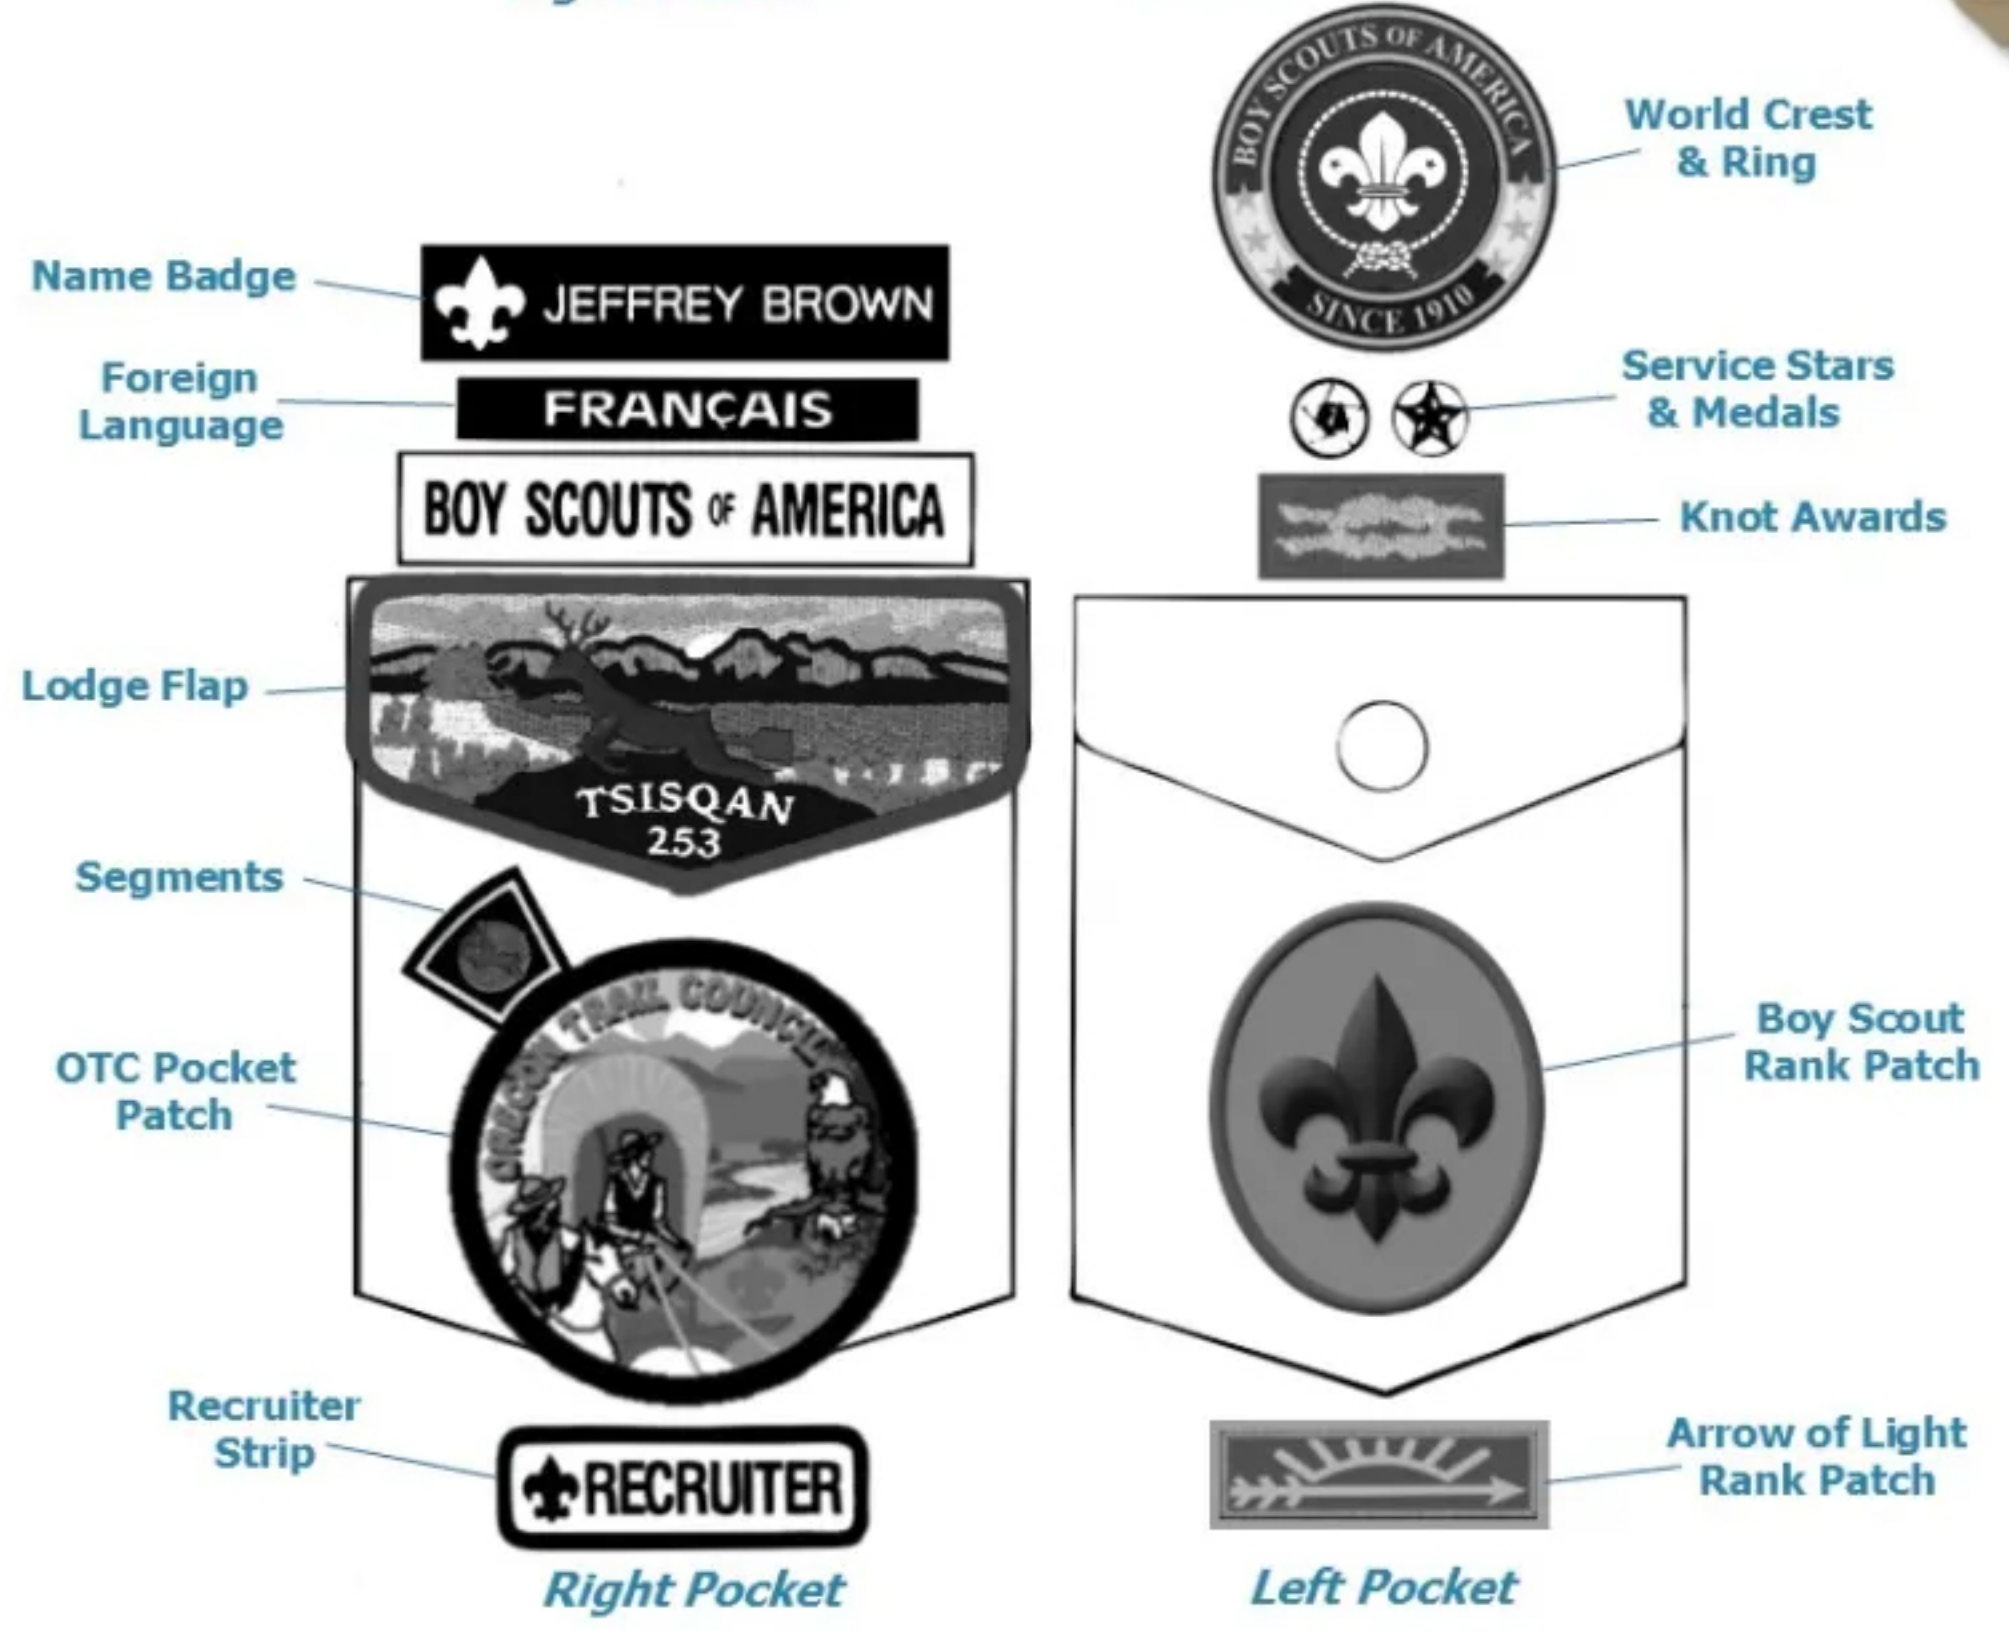 BOY SCOUTS OF AMERICA
SINCE 1910
World Crest
& Ring
Name Badge
JEFFREY BROWN
Foreign
Language
FRANÇAIS
Service Stars
& Medals
BOY SCOUTS OF AMERICA
Knot Awards
Lodge Flap
TSISQAN
253
Segments
OREGON TRAIL COUNCIL
OTC Pocket
Patch
Boy Scout
Rank Patch
Recruiter
Strip
RECRUITER
Arrow of Light
Rank Patch
Right Pocket
Left Pocket